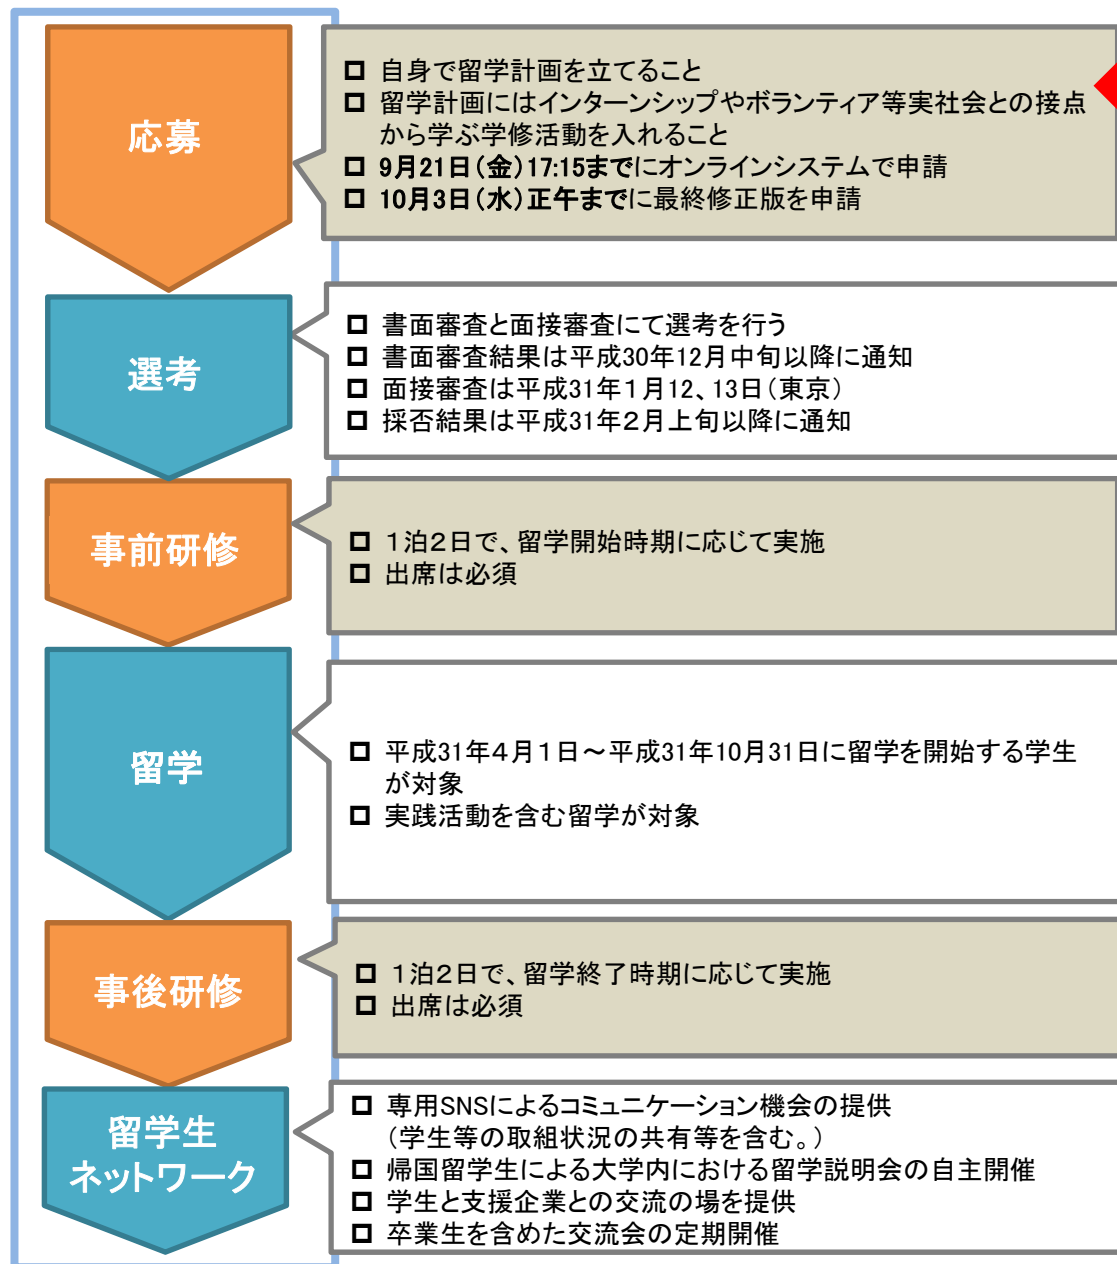 応募
□ 自身で留学計画を立てること
□ 留学計画にはインターンシップやボランティア等実社会との接点
から学ぶ学修活動を入れること
□ 9月21日(金)17:15までにオンラインシステムで申請
□ 10月3日(水)正午までに最終修正版を申請
選考
□ 書面審査と面接審査にて選考を行う
□ 書面審査結果は平成30年12月中旬以降に通知
□ 面接審査は平成31年1月12、13日(東京)
□ 採否結果は平成31年2月上旬以降に通知
事前研修
□ 1泊2日で、留学開始時期に応じて実施
□ 出席は必須
留学
□ 平成31年4月1日～平成31年10月31日に留学を開始する学生
が対象
□ 実践活動を含む留学が対象
事後研修
□ 1泊2日で、留学終了時期に応じて実施
□ 出席は必須
留学生
ネットワーク
□ 専用SNSによるコミュニケーション機会の提供
(学生等の取組状況の共有等を含む。)
□ 帰国留学生による大学内における留学説明会の自主開催
□ 学生と支援企業との交流の場を提供
□ 卒業生を含めた交流会の定期開催